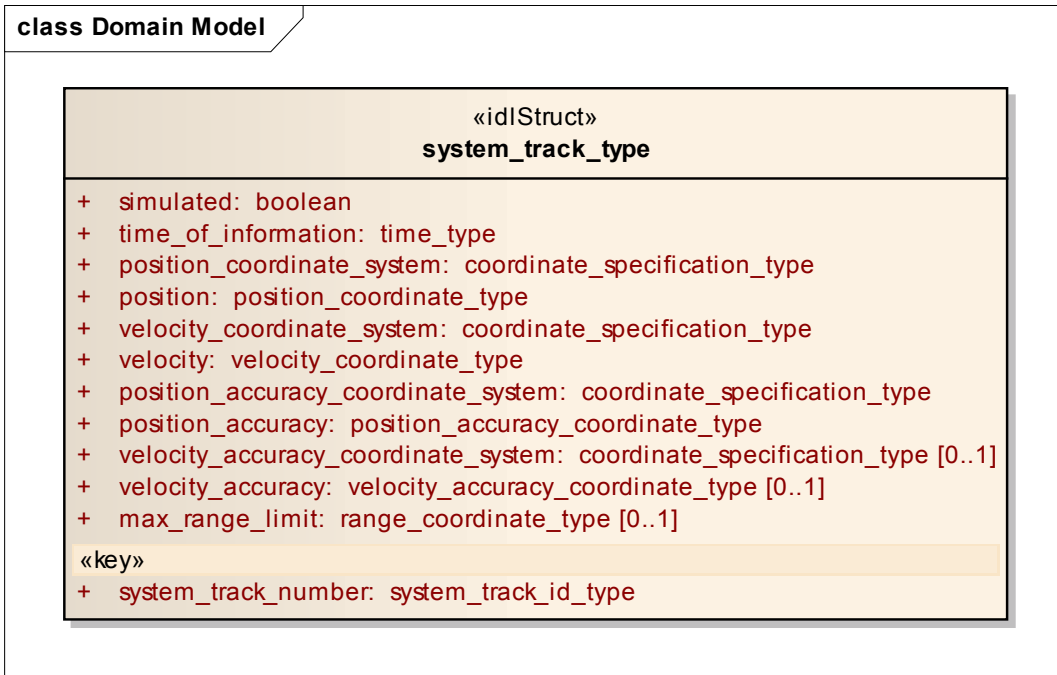 class Domain Model
«idlStruct»
system_track_type
+ simulated: boolean
+ time_of_information: time_type
+ position_coordinate_system: coordinate_specification_type
+ position: position_coordinate_type
+ velocity_coordinate_system: coordinate_specification_type
+ velocity: velocity_coordinate_type
+ position_accuracy_coordinate_system: coordinate_specification_type
+ position_accuracy: position_accuracy_coordinate_type
+ velocity_accuracy_coordinate_system: coordinate_specification_type [0..1]
+ velocity_accuracy: velocity_accuracy_coordinate_type [0..1]
+ max_range_limit: range_coordinate_type [0..1]
«key»
+ system_track_number: system_track_id_type